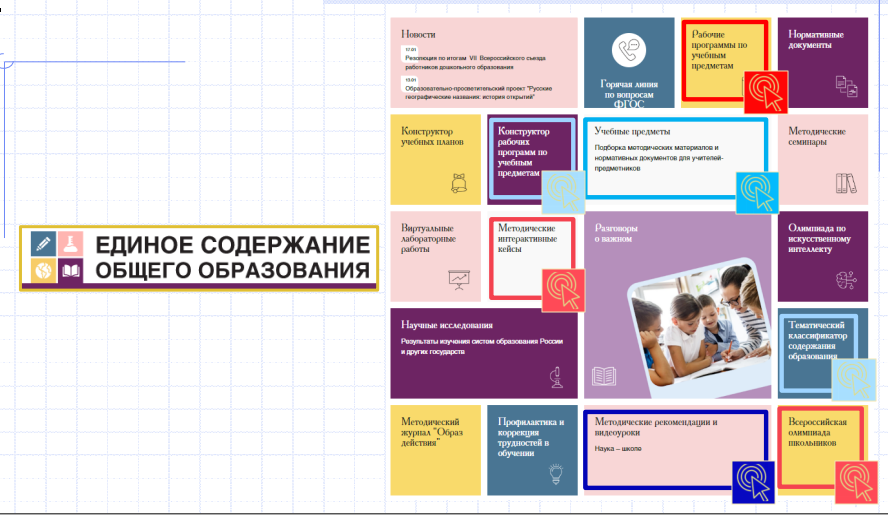 ЕДИНОЕ СОДЕРЖАНИЕ
ОБЩЕГО ОБРАЗОВАНИЯ
Новости
17.01
Резолюция по итогам VII Всероссийского съезда
работников дошкольного образования
Образовательно-просветительский проект "Русские
географические названия: история открытий"
Горячая линия
по вопросам
ФГОС
Рабочие
программы по
учебным
предметам
Нормативные
документы
Конструктор
учебных планов
Конструктор
рабочих
программ по
учебным
предметам
Учебные предметы
Подборка методических материалов и
нормативных документов для учителей-
предметников
Методические
семинары
Виртуальные
лабораторные
работы
Методические
интерактивные
кейсы
Разговоры
о важном
Олимпиада по
искусственному
интеллекту
Научные исследования
Результаты изучения систем образования России
и других государств
Тематический
классификатор
содержания
образования
Методический
журнал "Образ
действия"
Профилактика и
коррекция
трудностей в
обучении
Методические рекомендации и
видеоуроки
Наука – школе
Всероссийская
олимпиада
школьников